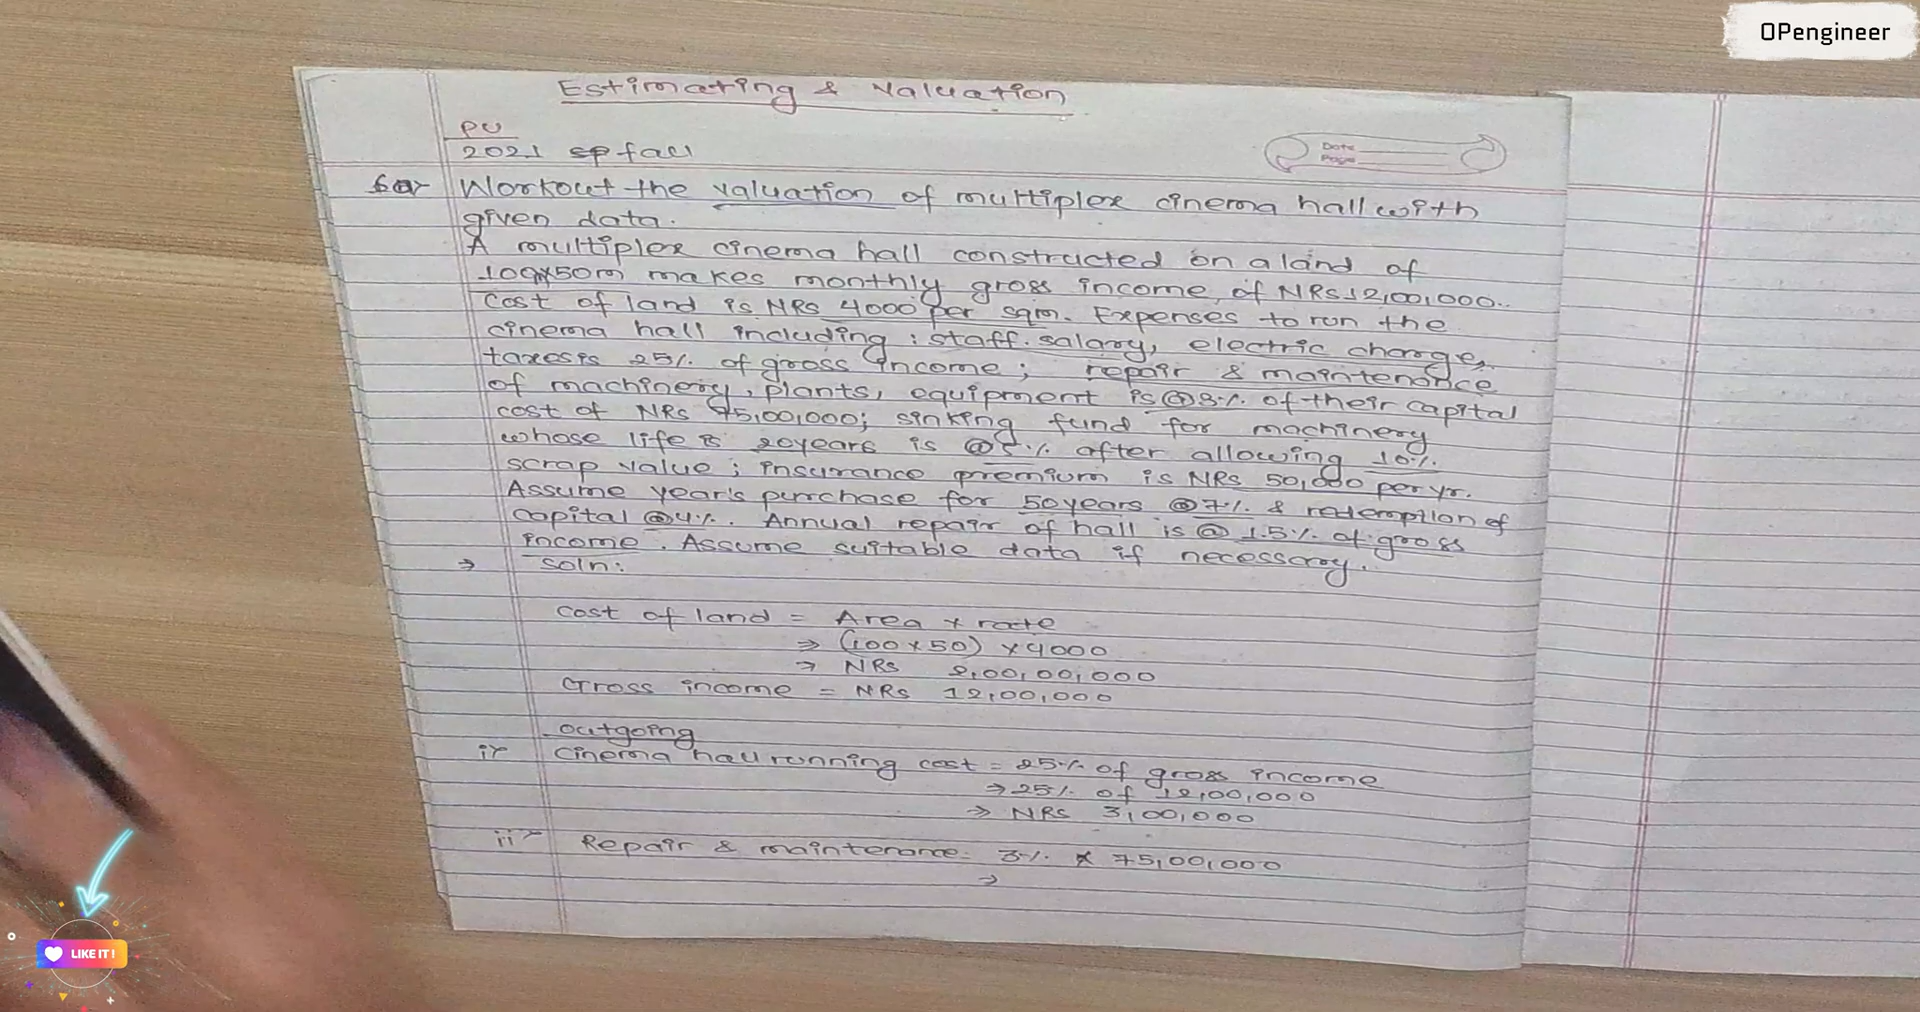 OPengineer
Estimating & Valuation
PU
2021 fall
Date
Page
6a> Workout the valuation of multiplex cinema hall with
given data.
A multiplex cinema hall constructed on a land of
100x50m makes monthly gross income of NRs 12,00,000.
Cost of land is NRs 4000 per sqm. Expenses to run the
cinema hall including : staff salary, electric charge,
taxes is 25% of gross income ; repair & maintenance
of machinery, plants, equipment is @ 3% of their capital
cost of NRs 75,00,000; sinking fund for machinery
whose life is 20years is @ 5% after allowing 10%
scrap value ; insurance premium is NRs 50,000 per yr.
Assume year's purchase for 50years @ 7% & redemption of
capital @ 4%. Annual repair of hall is @ 1.5% of gross
income. Assume suitable data if necessary.
→ Soln:
Cost of land = Area x rate
⇒ (100 x 50) x 4000
→ NRs 2,00,00,000
Gross income = NRs 12,00,000
Outgoing
i> Cinema hall running cost = 25% of gross income
→ 25% of 12,00,000
→ NRs 3,00,000
ii> Repair & maintenance = 3% x 75,00,000
→
LIKE IT !